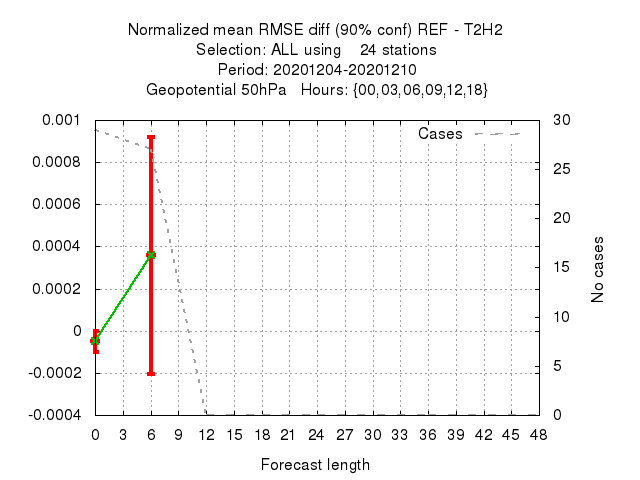 Normalized mean RMSE diff (90% conf) REF - T2H2
Selection: ALL using 24 stations
Period: 20201204-20201210
Geopotential 50hPa Hours: {00,03,06,09,12,18}
Cases
0.001
0.0008
0.0006
0.0004
0.0002
0
-0.0002
-0.0004
30
25
20
15
10
5
0
No cases
0 3 6 9 12 15 18 21 24 27 30 33 36 39 42 45 48
Forecast length